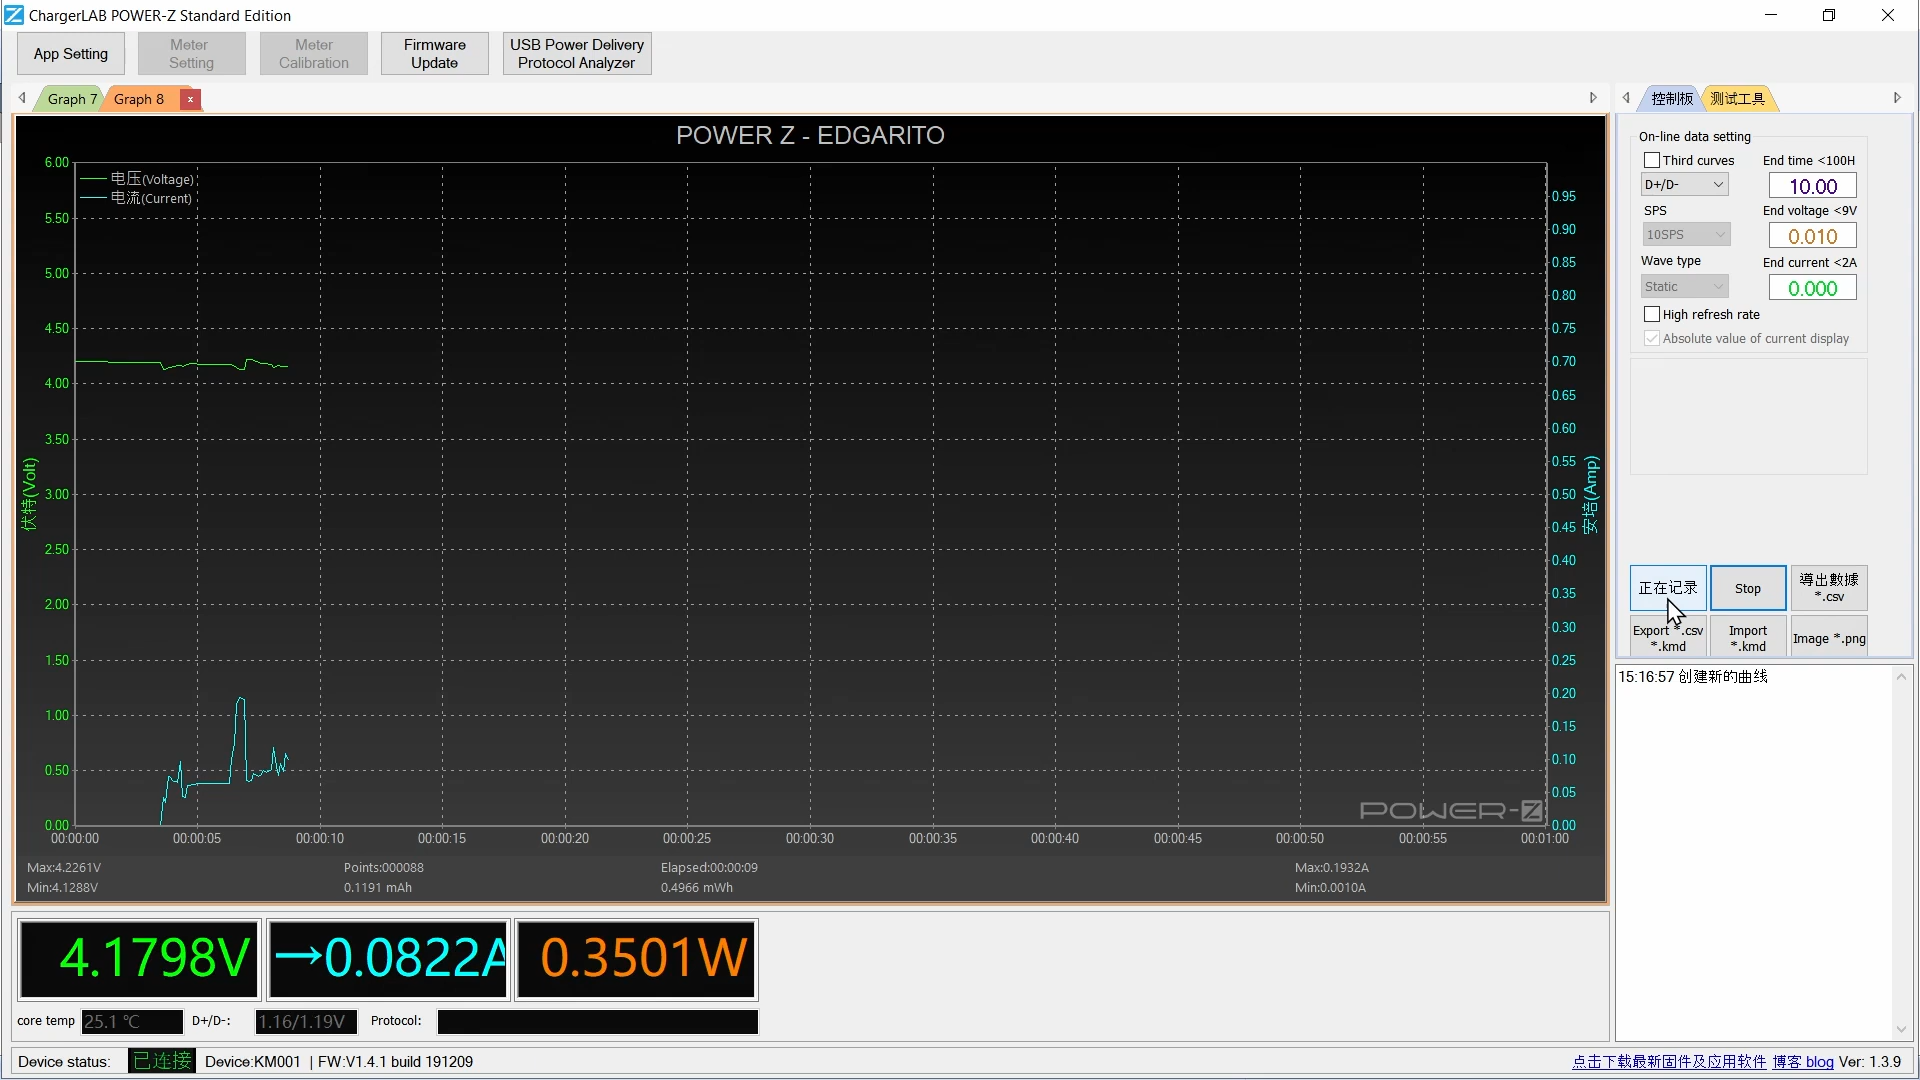 ChargerLAB POWER-Z Standard Edition
App Setting
Meter
Setting
Meter
Calibration
Firmware
Update
USB Power Delivery
Protocol Analyzer
Graph 7
Graph 8
x
控制板
测试工具
POWER Z - EDGARITO
电压(Voltage)
电流(Current)
6.00
5.50
5.00
4.50
4.00
3.50
3.00
2.50
2.00
1.50
1.00
0.50
0.00
伏特(Volt)
0.95
0.90
0.85
0.80
0.75
0.70
0.65
0.60
0.55
0.50
0.45
0.40
0.35
0.30
0.25
0.20
0.15
0.10
0.05
0.00
安培(Amp)
POWER-Z
00:00:00
00:00:05
00:00:10
00:00:15
00:00:20
00:00:25
00:00:30
00:00:35
00:00:40
00:00:45
00:00:50
00:00:55
00:01:00
Max:4.2261V
Points:000088
Elapsed:00:00:09
Max:0.1932A
Min:4.1288V
0.1191 mAh
0.4966 mWh
Min:0.0010A
On-line data setting
Third curves
End time <100H
D+/D-
10.00
SPS
End voltage <9V
10SPS
0.010
Wave type
End current <2A
Static
0.000
High refresh rate
Absolute value of current display
正在记录
Stop
導出數據
*.csv
Export *.csv
*.kmd
Import
*.kmd
Image *.png
15:16:57 创建新的曲线
4.1798V
→0.0822A
0.3501W
core temp
25.1 ℃
D+/D-:
1.16/1.19V
Protocol:
Device status:
已连接
Device:KM001 | FW:V1.4.1 build 191209
点击下载最新固件及应用软件 博客 blog Ver: 1.3.9